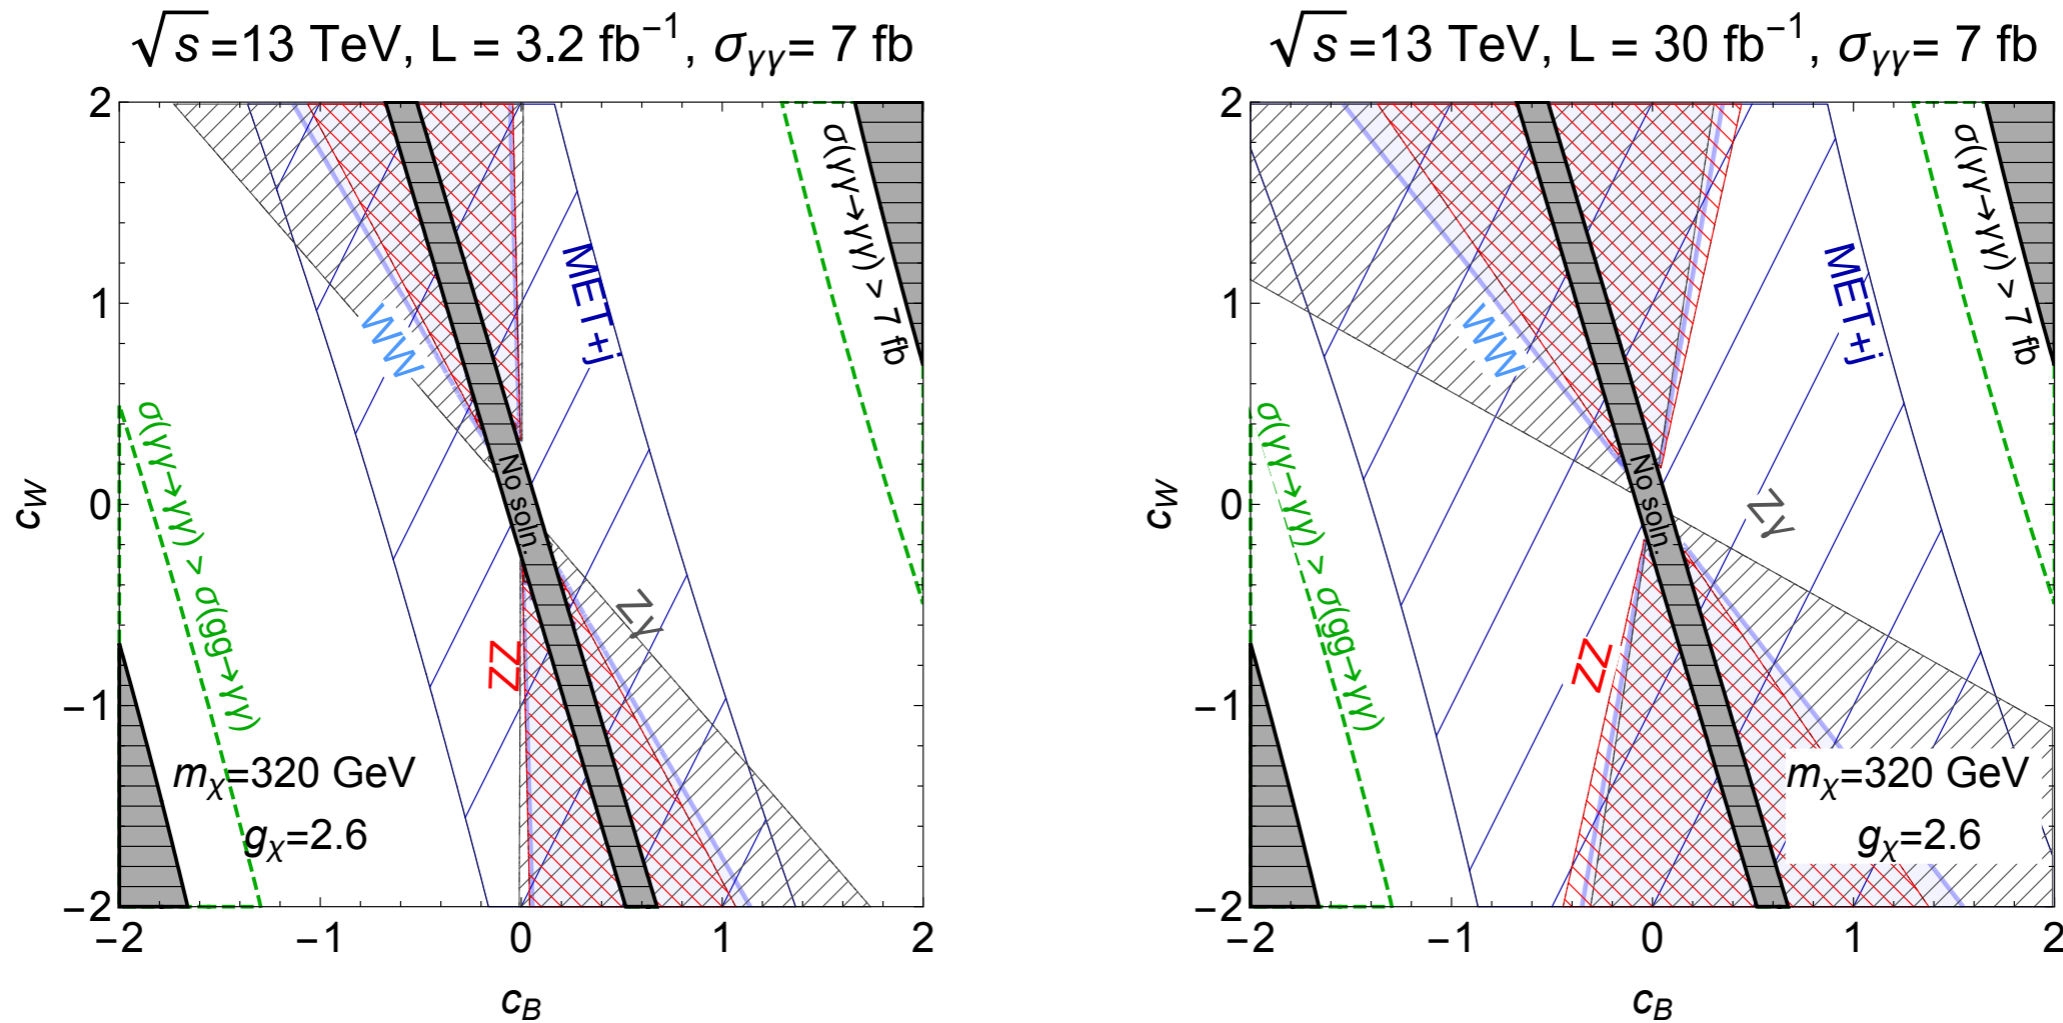 √s=13 TeV, L = 3.2 fb⁻¹, σγγ= 7 fb
2
1
0
−1
−2
−2
−1
0
1
2
cW
cB
WW
MET+j
ZZ
Zγ
No soln.
σ(γγ→γγ) > 7 fb
σ(γγ→γγ) > σ(gg→γγ)
mχ=320 GeV
gχ=2.6
√s=13 TeV, L = 30 fb⁻¹, σγγ= 7 fb
2
1
0
−1
−2
−2
−1
0
1
2
cW
cB
WW
MET+j
ZZ
Zγ
No soln.
σ(γγ→γγ) > 7 fb
σ(γγ→γγ) > σ(gg→γγ)
mχ=320 GeV
gχ=2.6